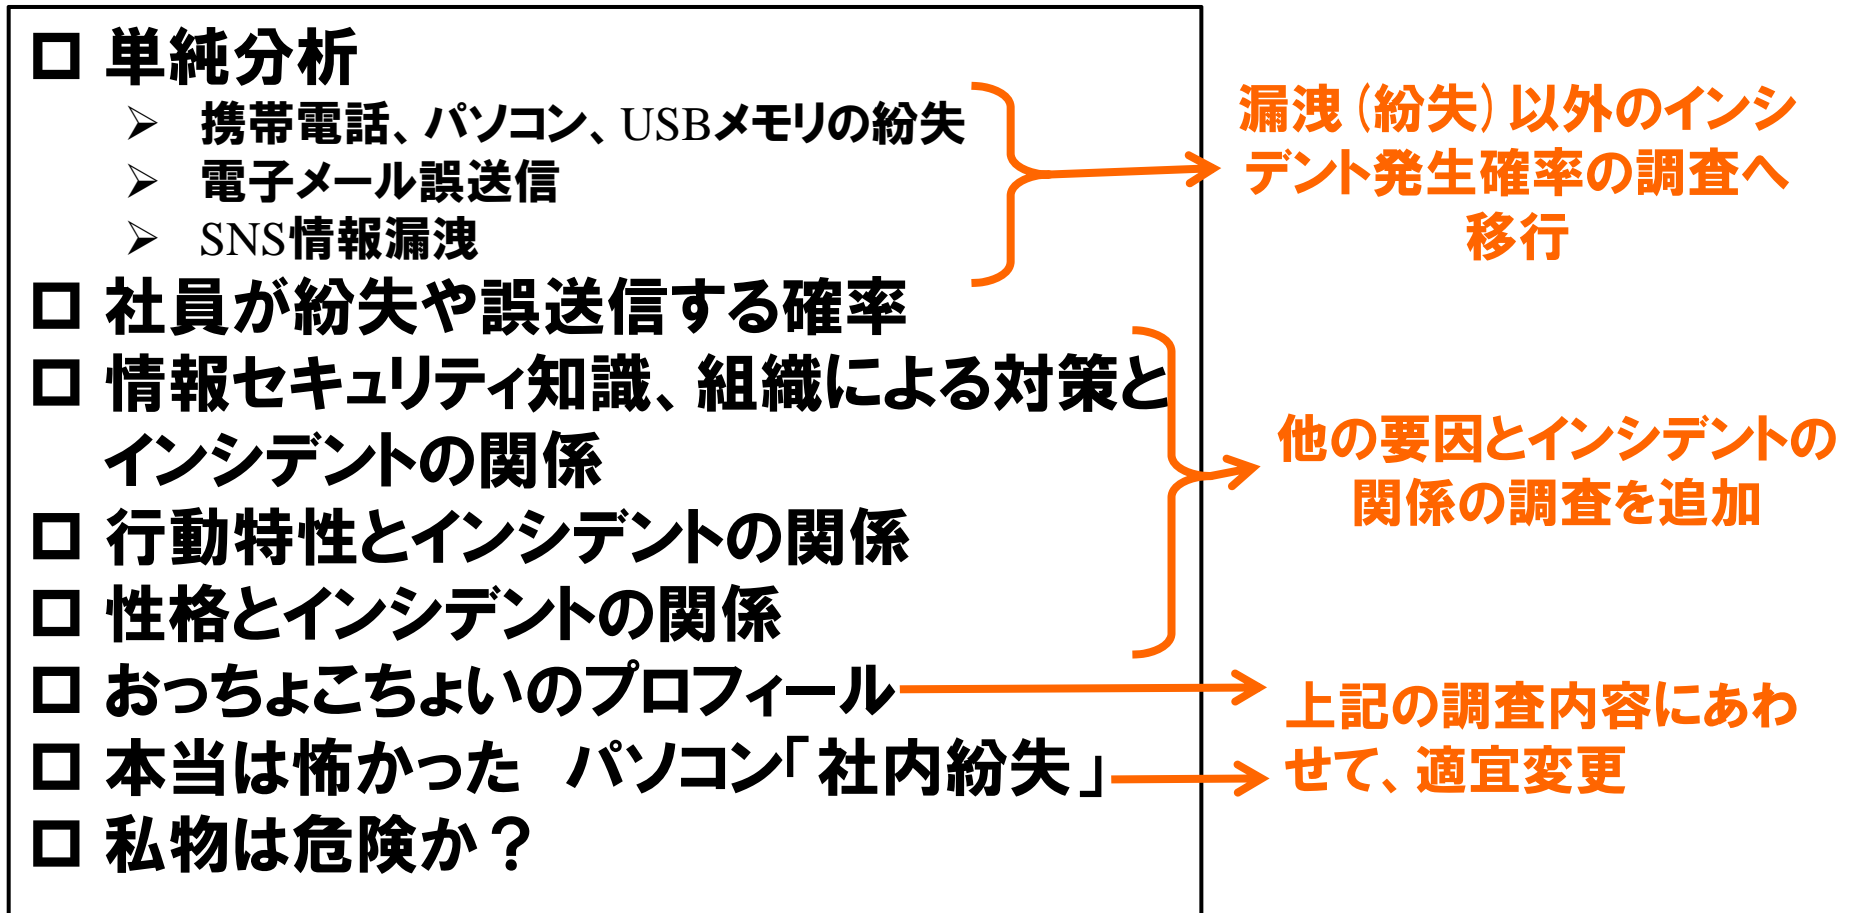 単純分析
携帯電話、パソコン、USBメモリの紛失
電子メール誤送信
SNS情報漏洩
社員が紛失や誤送信する確率
情報セキュリティ知識、組織による対策と
インシデントの関係
行動特性とインシデントの関係
性格とインシデントの関係
おっちょこちょいのプロフィール
本当は怖かった　パソコン「社内紛失」
私物は危険か？
漏洩（紛失）以外のインシ
デント発生確率の調査へ
移行
他の要因とインシデントの
関係の調査を追加
上記の調査内容にあわ
せて、適宜変更